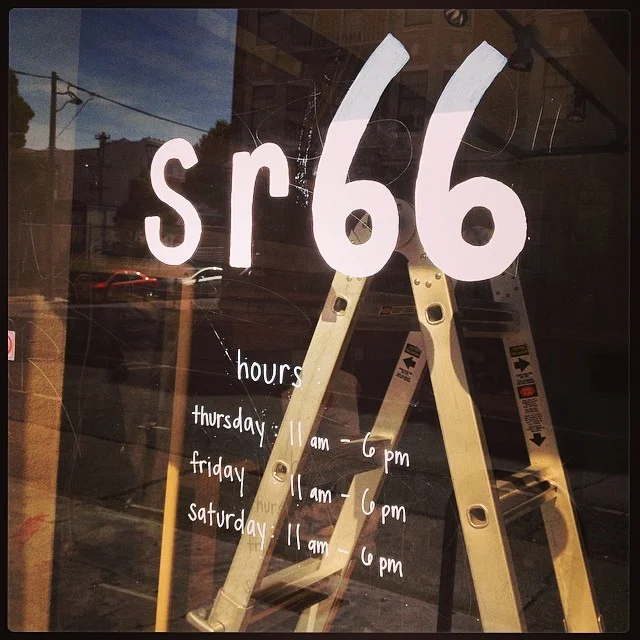 sr66
hours
thursday: 11 am - 6 pm
friday 11 am - 6 pm
saturday: 11 am - 6 pm